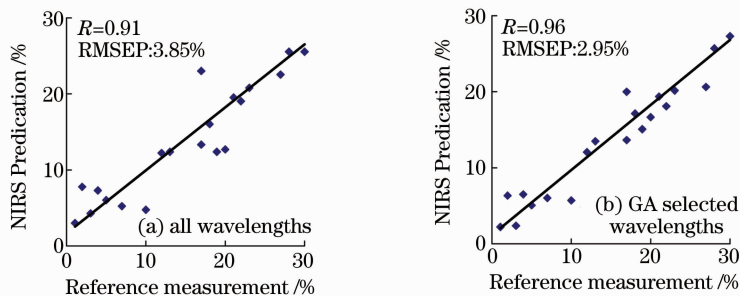 30
R=0.91
RMSEP:3.85%
20
10
0
NIRS Predication /%
(a) all wavelengths
0
10
20
30
Reference measurement /%
30
R=0.96
RMSEP:2.95%
20
10
0
NIRS Predication /%
(b) GA selected
wavelengths
0
10
20
30
Reference measurement /%